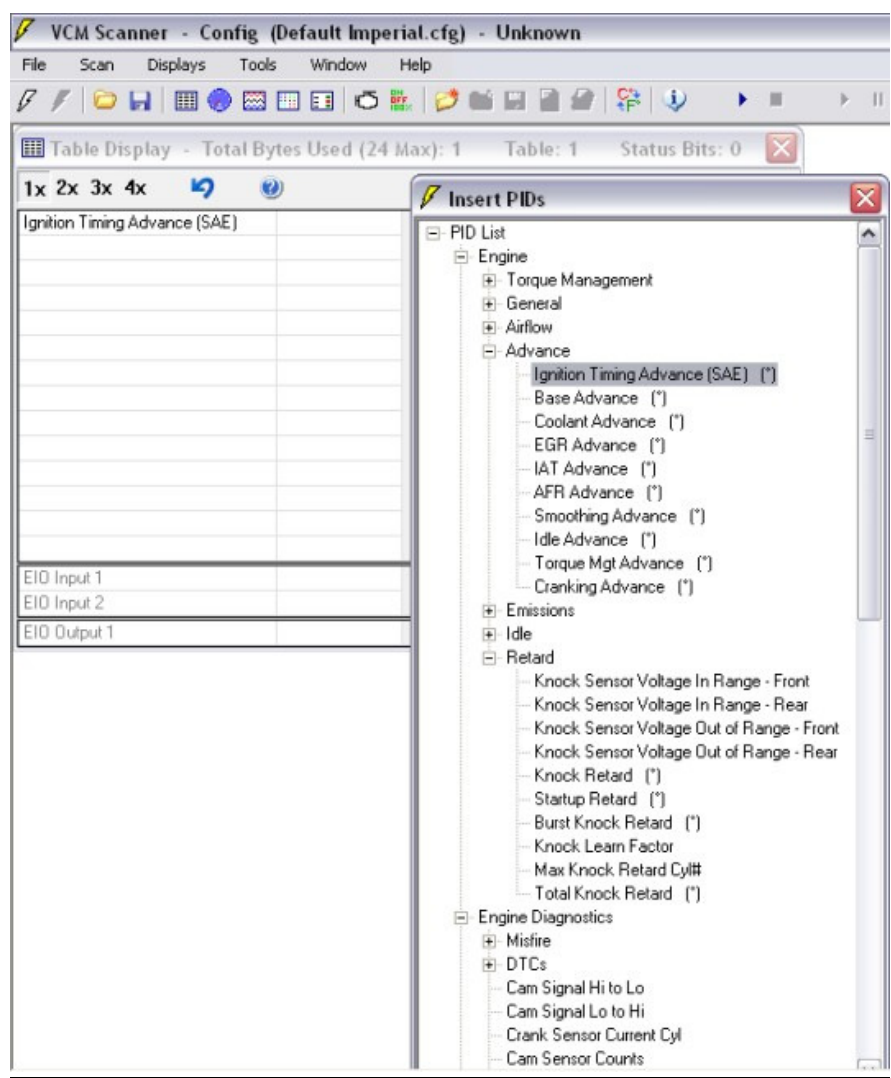 VCM Scanner - Config (Default Imperial.cfg) - Unknown
File Scan Displays Tools Window Help
Table Display - Total Bytes Used (24 Max): 1 Table: 1 Status Bits: 0
1x 2x 3x 4x
Ignition Timing Advance (SAE)
EIO Input 1
EIO Input 2
EIO Output 1
Insert PIDs
PID List
Engine
Torque Management
General
Airflow
Advance
Ignition Timing Advance (SAE) (*)
Base Advance (*)
Coolant Advance (*)
EGR Advance (*)
IAT Advance (*)
AFR Advance (*)
Smoothing Advance (*)
Idle Advance (*)
Torque Mgt Advance (*)
Cranking Advance (*)
Emissions
Idle
Retard
Knock Sensor Voltage In Range - Front
Knock Sensor Voltage In Range - Rear
Knock Sensor Voltage Out of Range - Front
Knock Sensor Voltage Out of Range - Rear
Knock Retard (*)
Startup Retard (*)
Burst Knock Retard (*)
Knock Learn Factor
Max Knock Retard Cyl#
Total Knock Retard (*)
Engine Diagnostics
Misfire
DTCs
Cam Signal Hi to Lo
Cam Signal Lo to Hi
Crank Sensor Current Cyl
Cam Sensor Counts